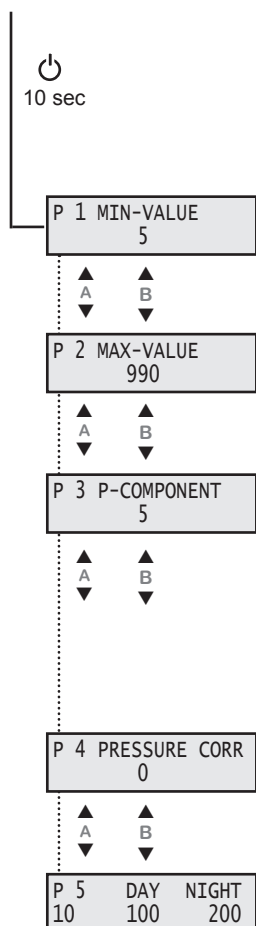 10 sec
P 1 MIN-VALUE
5
A B
P 2 MAX-VALUE
990
A B
P 3 P-COMPONENT
5
A B
P 4 PRESSURE CORR
0
A B
P 5 DAY NIGHT
10 100 200